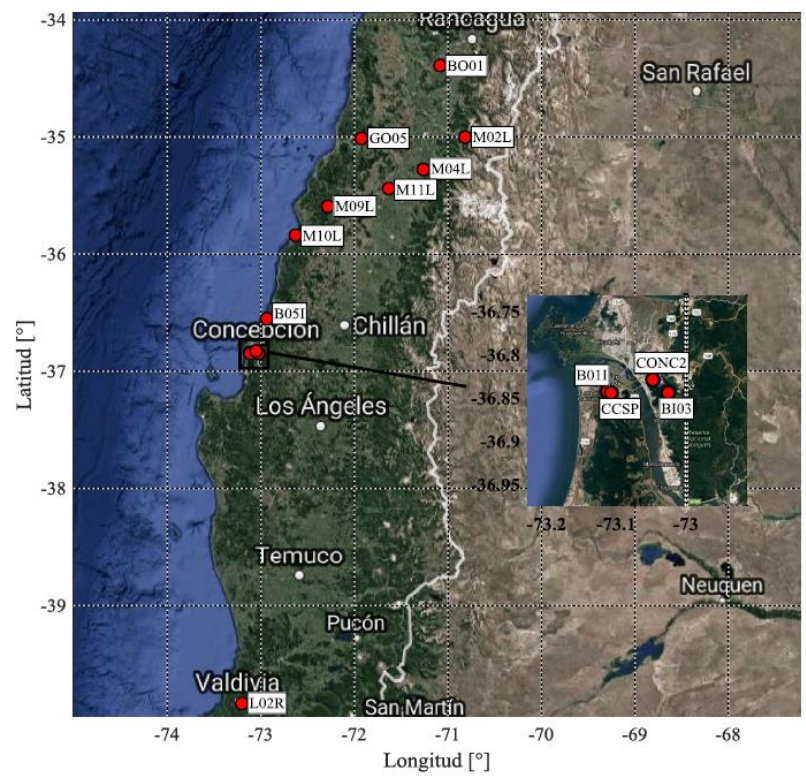 -34
Rancagua
BO01
San Rafael
-35
GO05
M02L
M04L
M11L
M09L
M10L
-36
B05I
Concepción
Chillán
-36.75
-36.8
-36.85
-36.9
-36.95
B01I
CONC2
CCSP
BI03
-73.2
-73.1
-73
-37
Los Ángeles
-38
Temuco
Neuquen
-39
Pucón
Valdivia
L02R
San Martín
-74
-73
-72
-71
-70
-69
-68
Latitud [°]
Longitud [°]